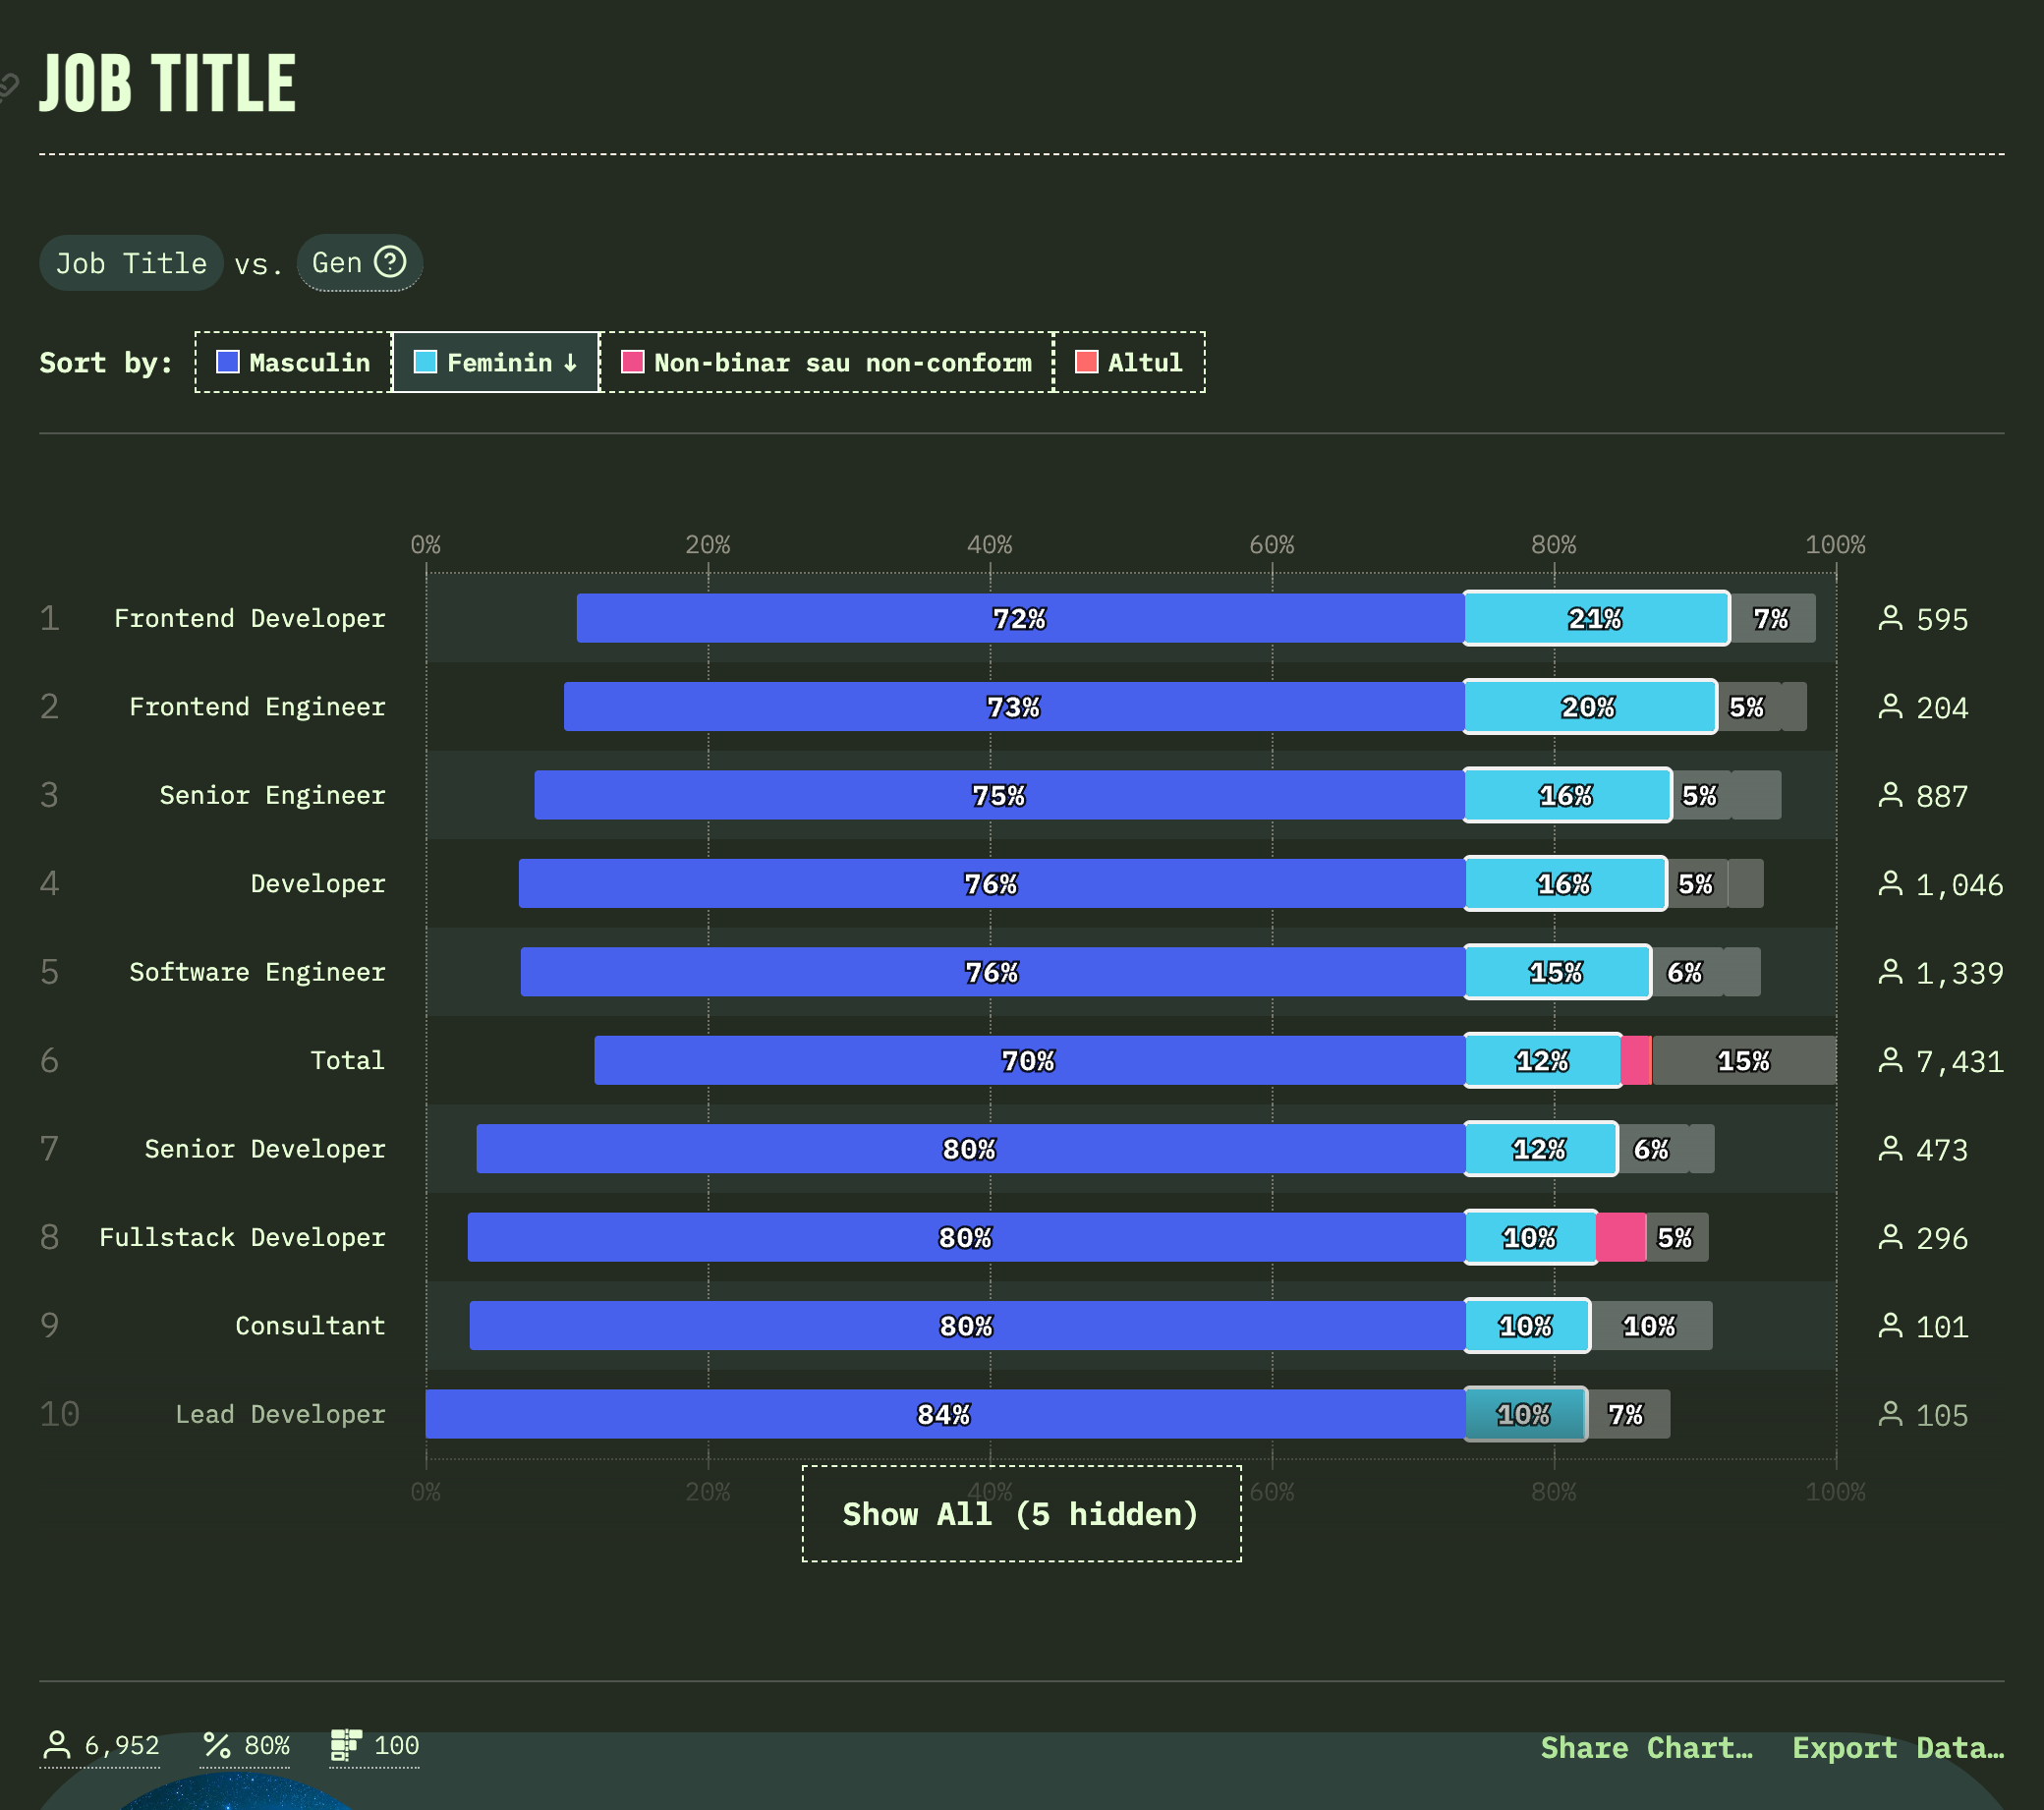 JOB TITLE
Job Title vs. Gen ?
Sort by: Masculin Feminin ↓ Non-binar sau non-conform Altul
0% 20% 40% 60% 80% 100%
1 Frontend Developer 72% 21% 7% 595
2 Frontend Engineer 73% 20% 5% 204
3 Senior Engineer 75% 16% 5% 887
4 Developer 76% 16% 5% 1,046
5 Software Engineer 76% 15% 6% 1,339
6 Total 70% 12% 15% 7,431
7 Senior Developer 80% 12% 6% 473
8 Fullstack Developer 80% 10% 5% 296
9 Consultant 80% 10% 10% 101
10 Lead Developer 84% 10% 7% 105
0% 20% 40% 60% 80% 100%
Show All (5 hidden)
6,952 % 80% 100 Share Chart… Export Data…